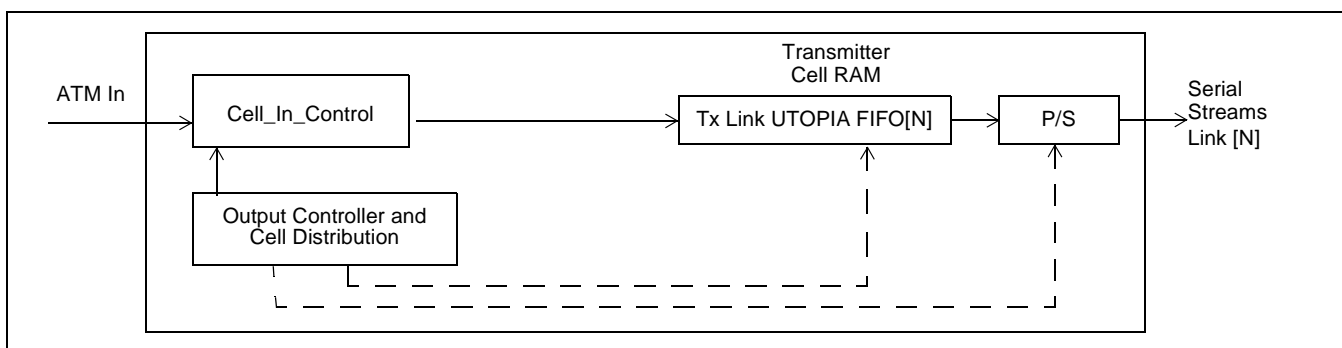 Transmitter
Cell RAM
ATM In
Cell_In_Control
Tx Link UTOPIA FIFO[N]
P/S
Serial
Streams
Link [N]
Output Controller and
Cell Distribution